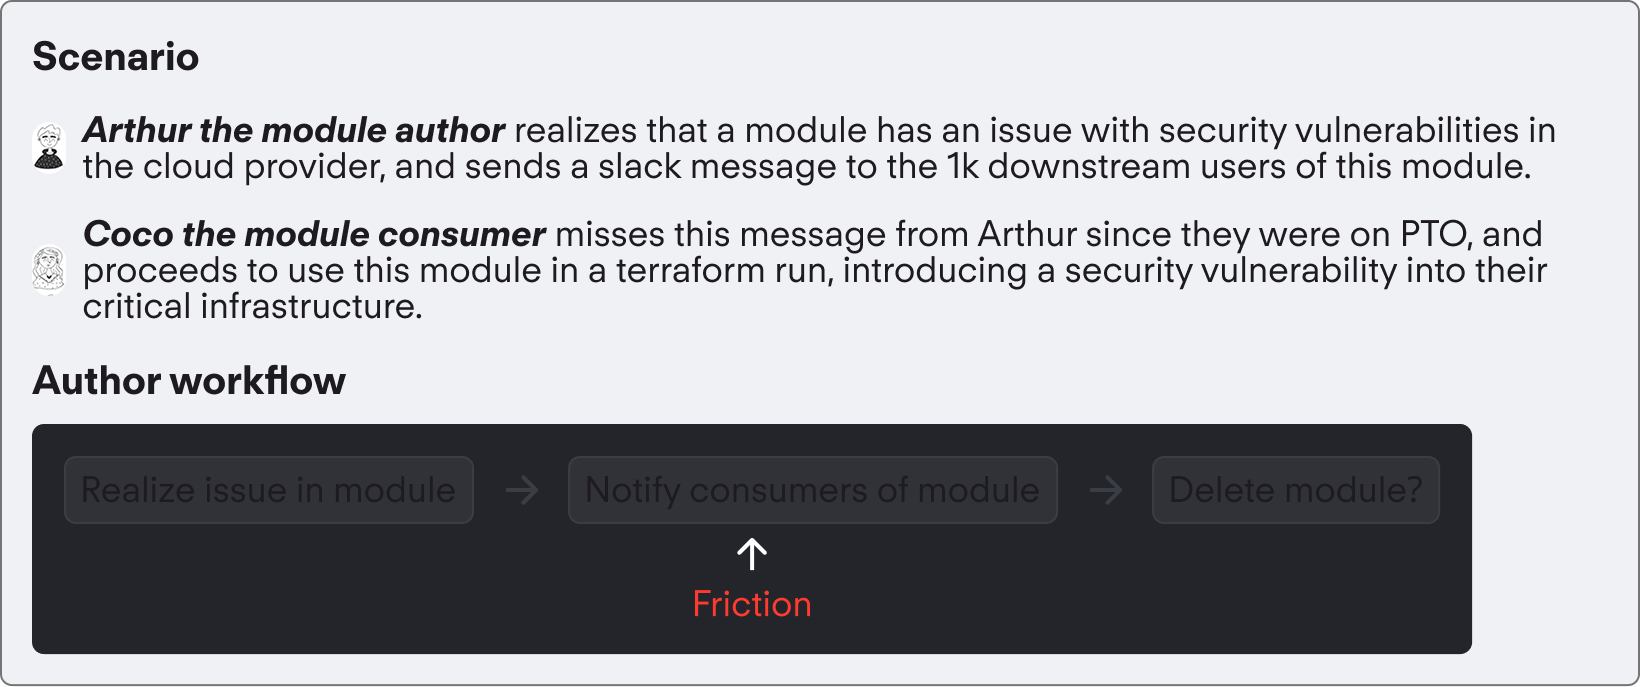 Scenario
Arthur the module author realizes that a module has an issue with security vulnerabilities in
the cloud provider, and sends a slack message to the 1k downstream users of this module.
Coco the module consumer misses this message from Arthur since they were on PTO, and
proceeds to use this module in a terraform run, introducing a security vulnerability into their
critical infrastructure.
Author workflow
Realize issue in module → Notify consumers of module → Delete module?
↑
Friction